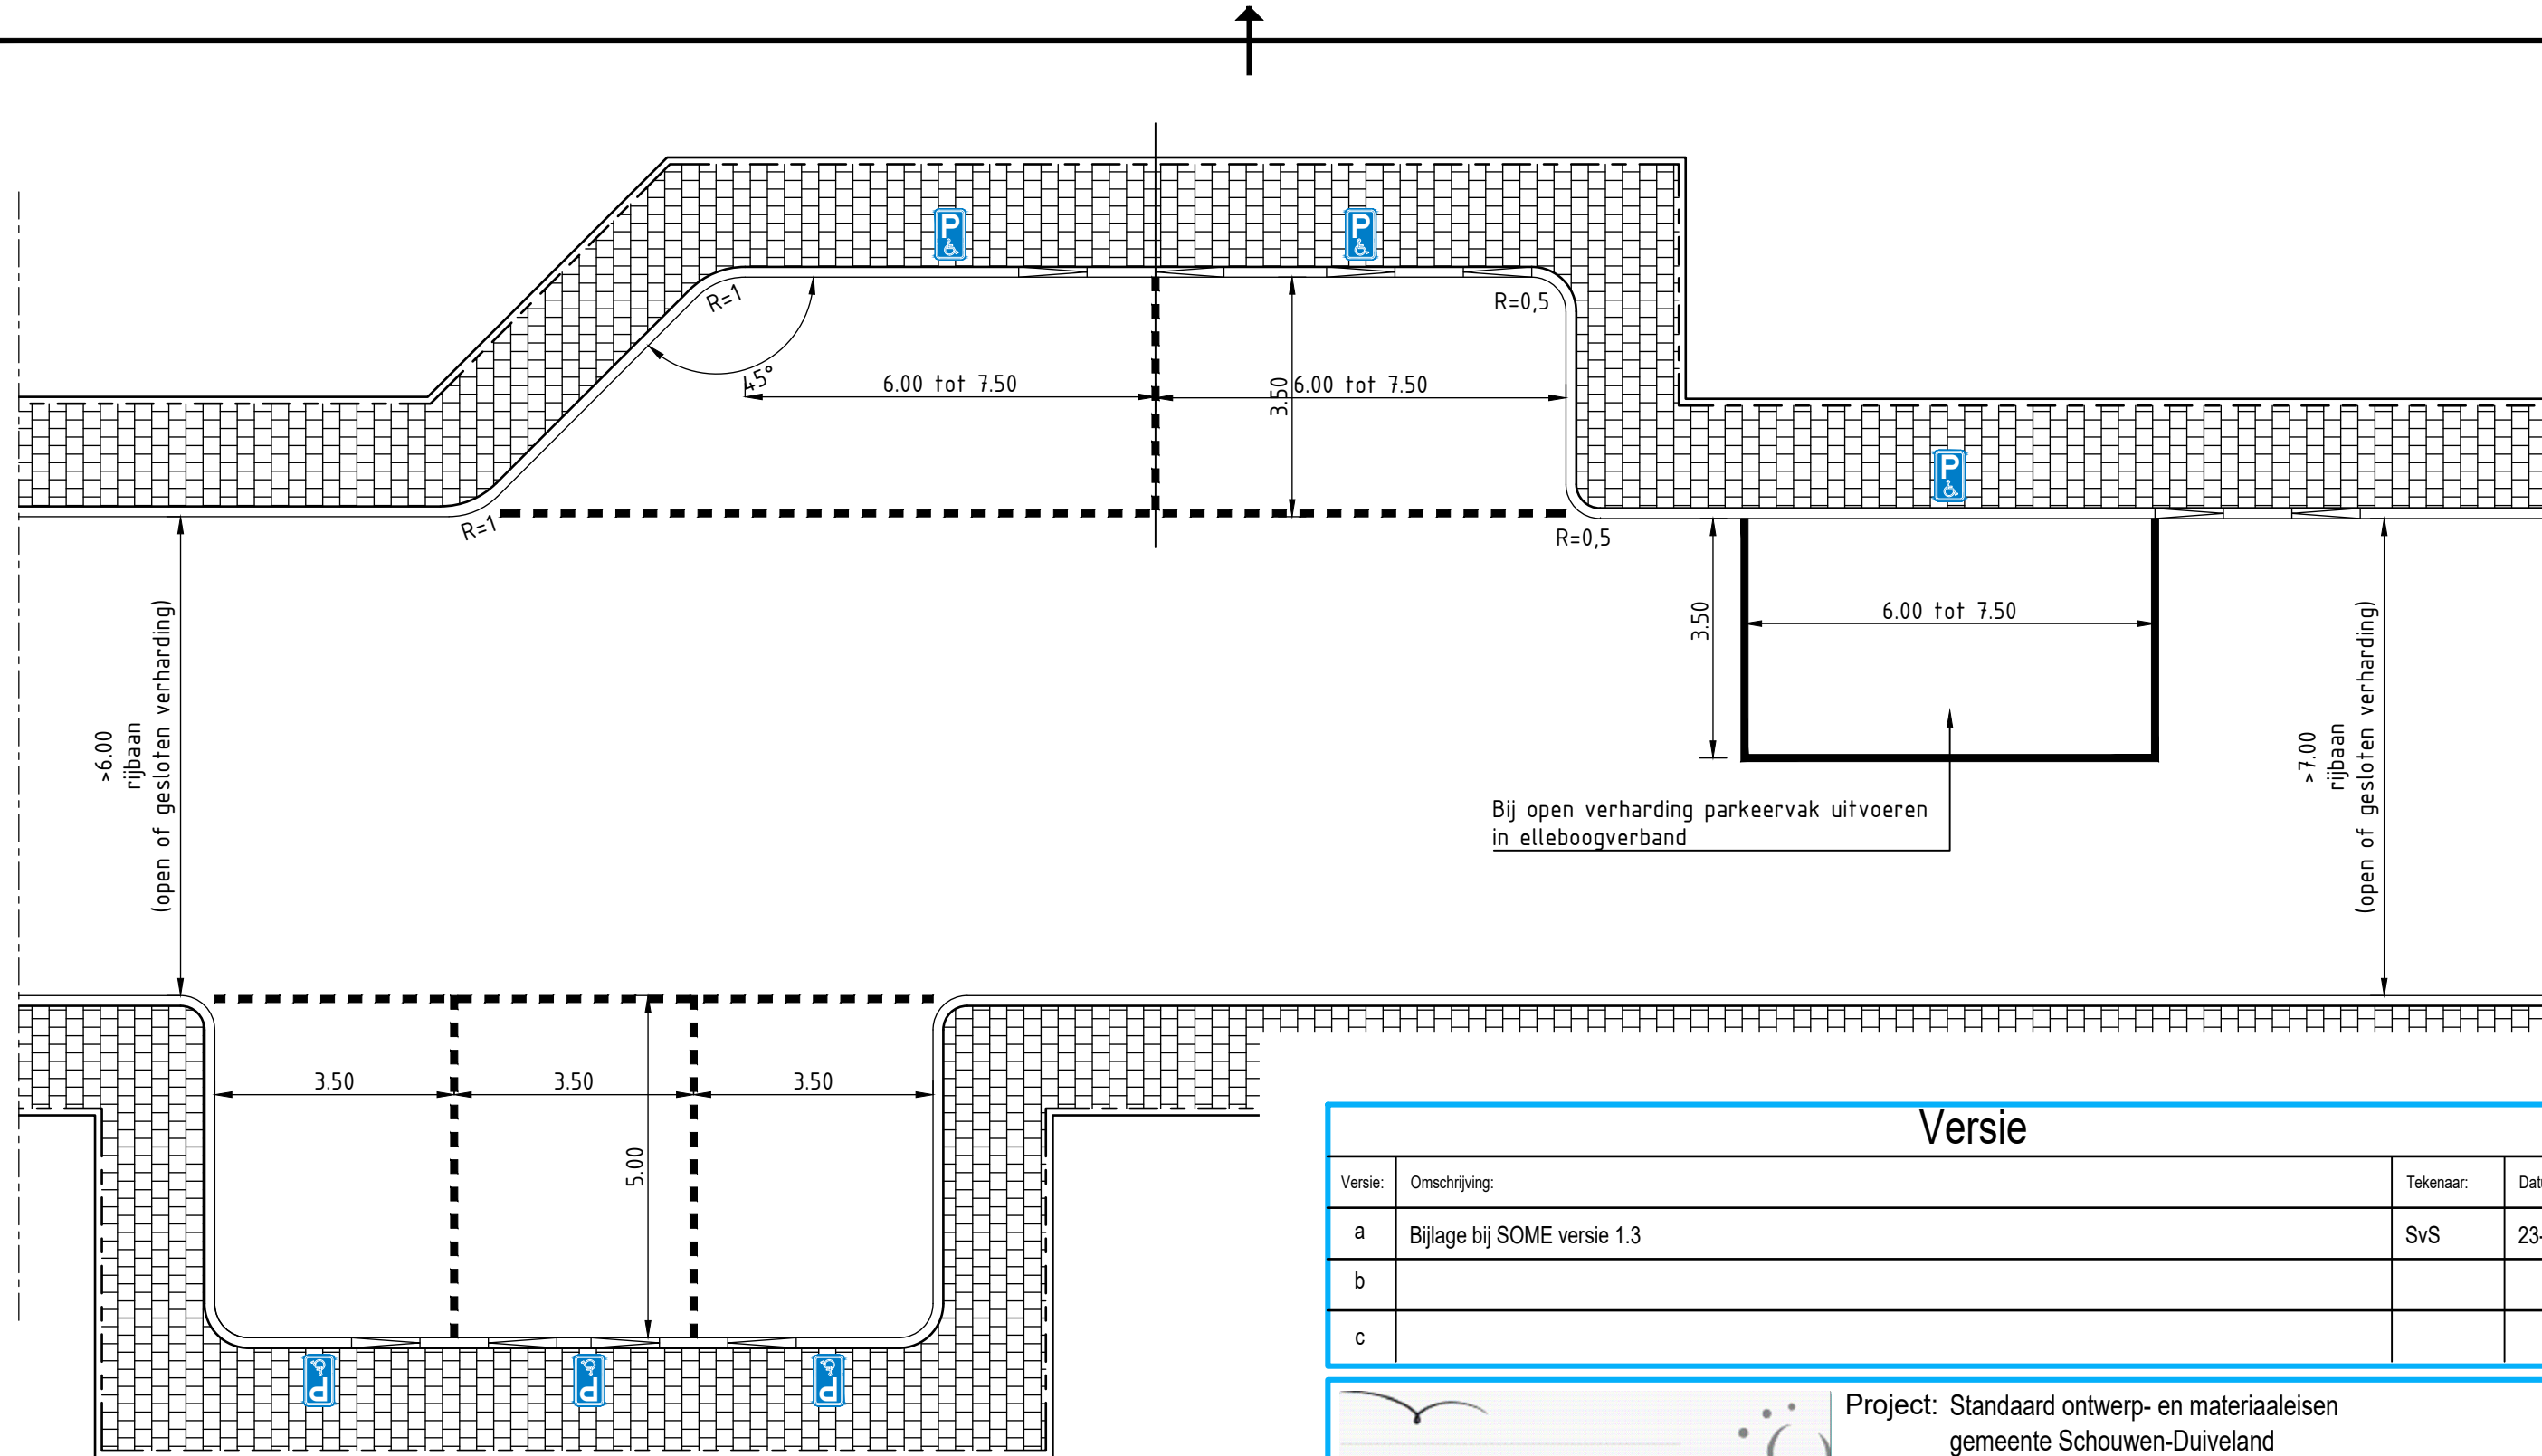 P
P
R=1
R=0,5
45°
6.00 tot 7.50
3.50
6.00 tot 7.50
P
R=1
R=0,5
>6.00
rijbaan
(open of gesloten verharding)
3.50
6.00 tot 7.50
>7.00
rijbaan
(open of gesloten verharding)
Bij open verharding parkeervak uitvoeren
in elleboogverband
3.50
3.50
3.50
5.00
P
P
P
Versie
Versie: Omschrijving: Tekenaar:
a Bijlage bij SOME versie 1.3 SvS 23-
b
c
Project: Standaard ontwerp- en materiaaleisen
gemeente Schouwen-Duiveland